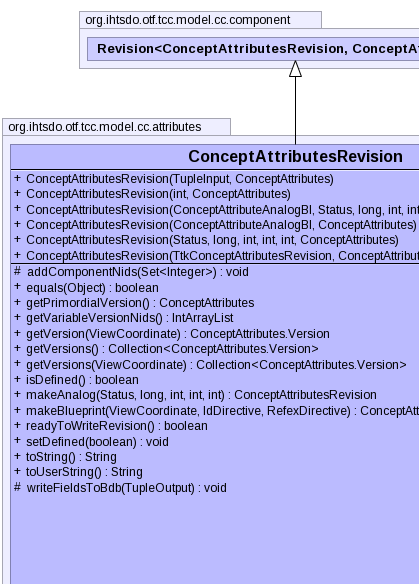 org.ihtsdo.otf.tcc.model.cc.component
Revision<ConceptAttributesRevision, ConceptA
org.ihtsdo.otf.tcc.model.cc.attributes
ConceptAttributesRevision
+ ConceptAttributesRevision(TupleInput, ConceptAttributes)
+ ConceptAttributesRevision(int, ConceptAttributes)
+ ConceptAttributesRevision(ConceptAttributeAnalogBI, Status, long, int, int
+ ConceptAttributesRevision(ConceptAttributeAnalogBI, ConceptAttributes)
+ ConceptAttributesRevision(Status, long, int, int, int, ConceptAttributes)
+ ConceptAttributesRevision(TtkConceptAttributesRevision, ConceptAttribut
# addComponentNids(Set<Integer>) : void
+ equals(Object) : boolean
+ getPrimordialVersion() : ConceptAttributes
+ getVariableVersionNids() : IntArrayList
+ getVersion(ViewCoordinate) : ConceptAttributes.Version
+ getVersions() : Collection<ConceptAttributes.Version>
+ getVersions(ViewCoordinate) : Collection<ConceptAttributes.Version>
+ isDefined() : boolean
+ makeAnalog(Status, long, int, int, int) : ConceptAttributesRevision
+ makeBlueprint(ViewCoordinate, IdDirective, RefexDirective) : ConceptAt
+ readyToWriteRevision() : boolean
+ setDefined(boolean) : void
+ toString() : String
+ toUserString() : String
# writeFieldsToBdb(TupleOutput) : void